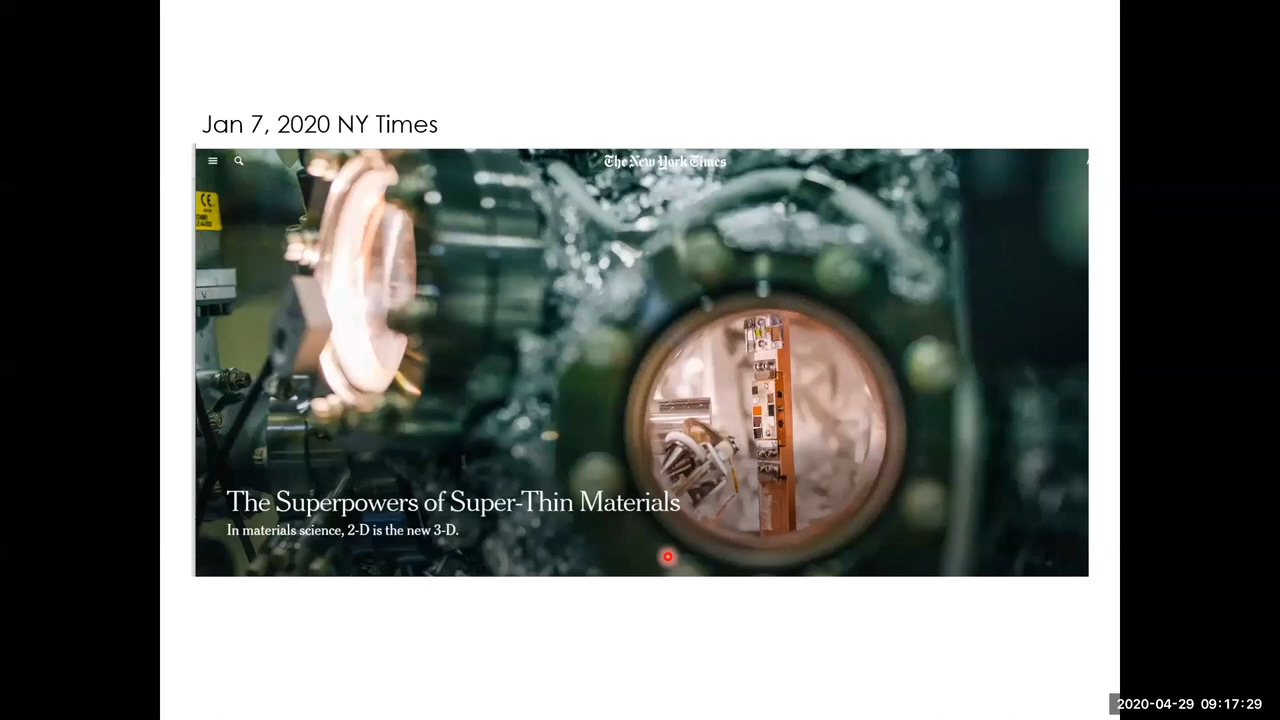 Jan 7, 2020 NY Times
The New York Times
CE
The Superpowers of Super-Thin Materials
In materials science, 2-D is the new 3-D.
2020-04-29 09:17:29